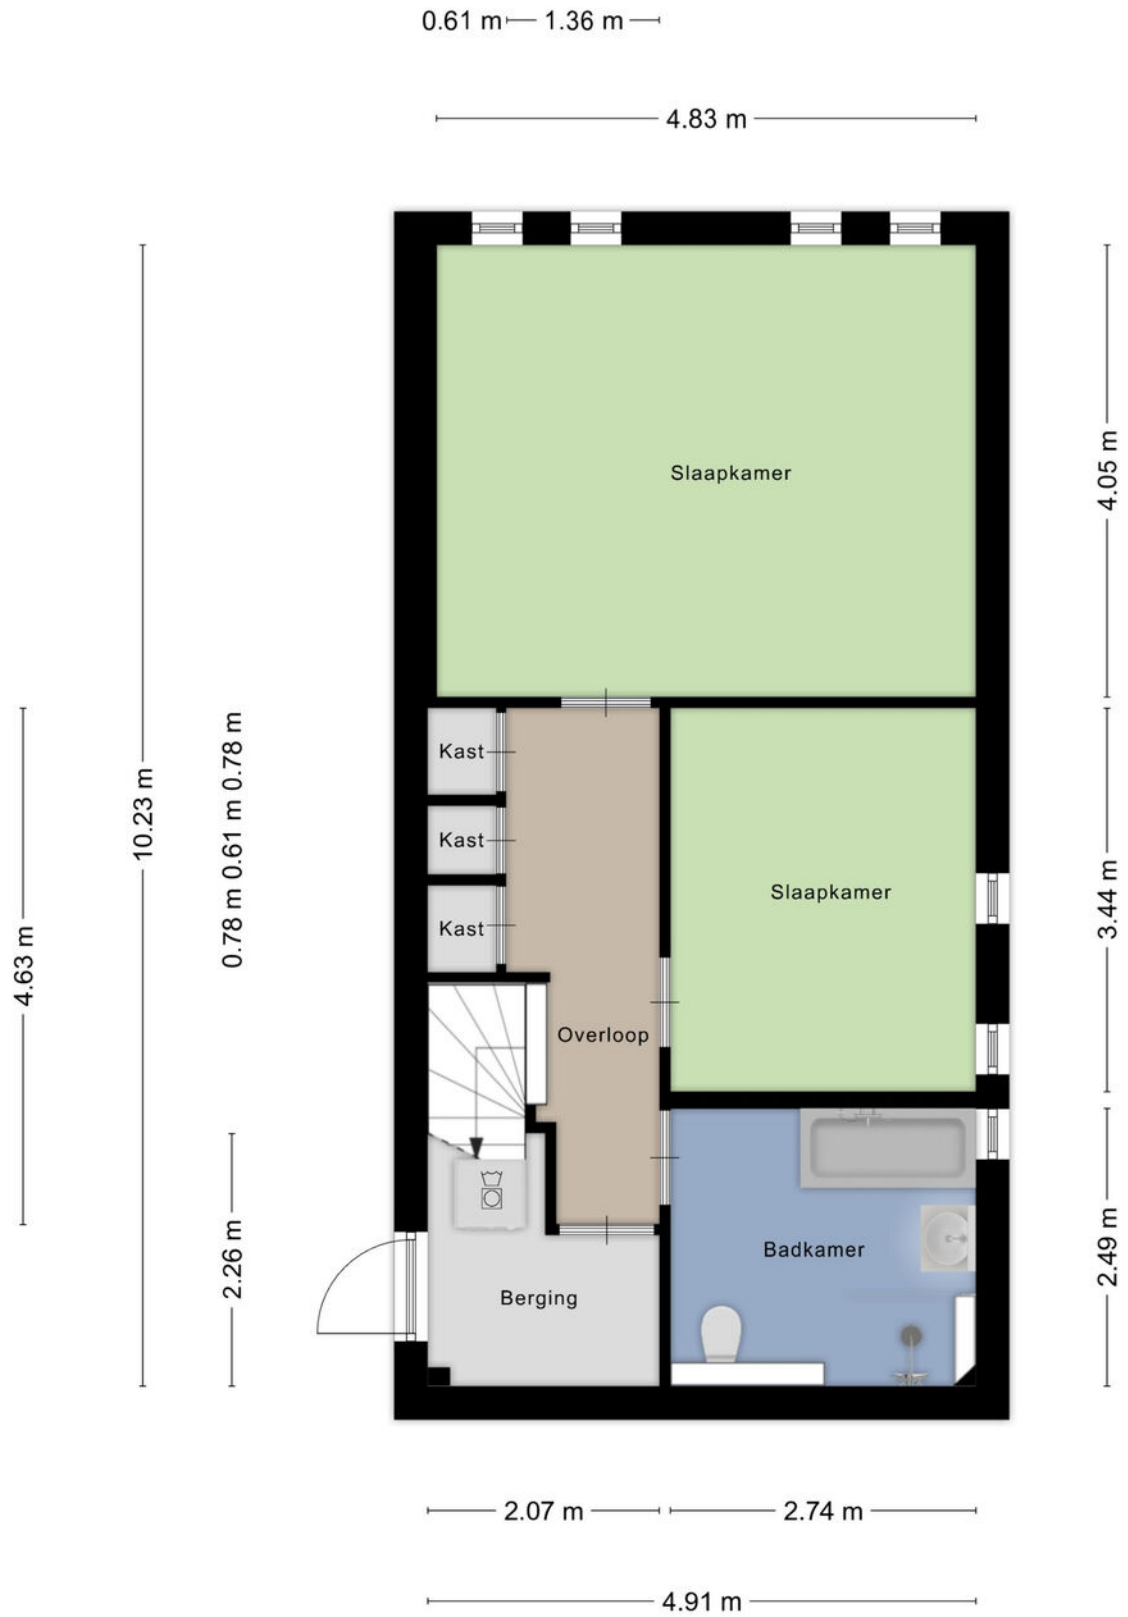 0.61 m 1.36 m
4.83 m
Slaapkamer
4.05 m
10.23 m
0.78 m 0.61 m 0.78 m
4.63 m
Kast
Kast
Kast
Slaapkamer
3.44 m
Overloop
2.26 m
Badkamer
2.49 m
Berging
2.07 m
2.74 m
4.91 m